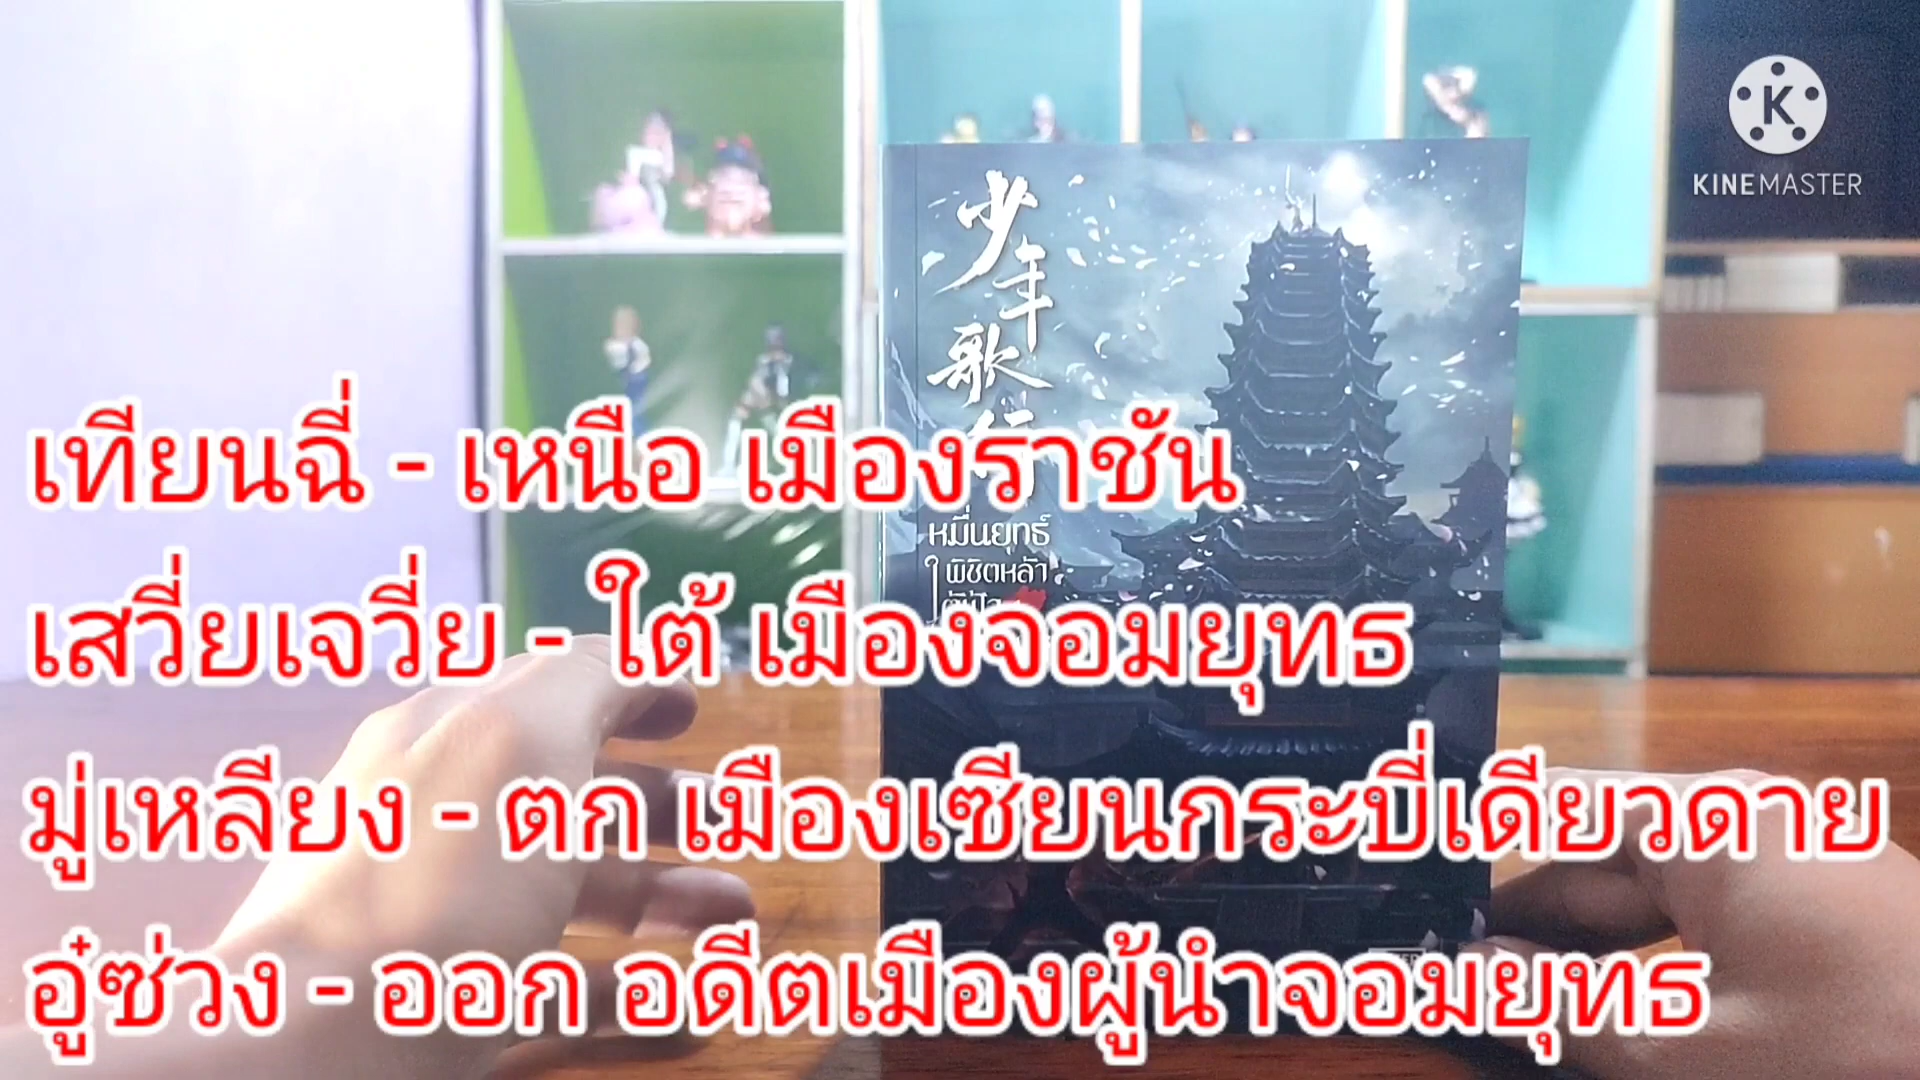 KINEMASTER
少年歌行
หมื่นยุทธ์
พิชิตหล้า
เทียนฉี่ - เหนือ เมืองราชัน
เสวี่ยเจวี่ย - ใต้ เมืองจอมยุทธ
มู่เหลียง - ตก เมืองเซียนกระบี่เดียวดาย
อู๋ซ่วง - ออก อดีตเมืองผู้นำจอมยุทธ